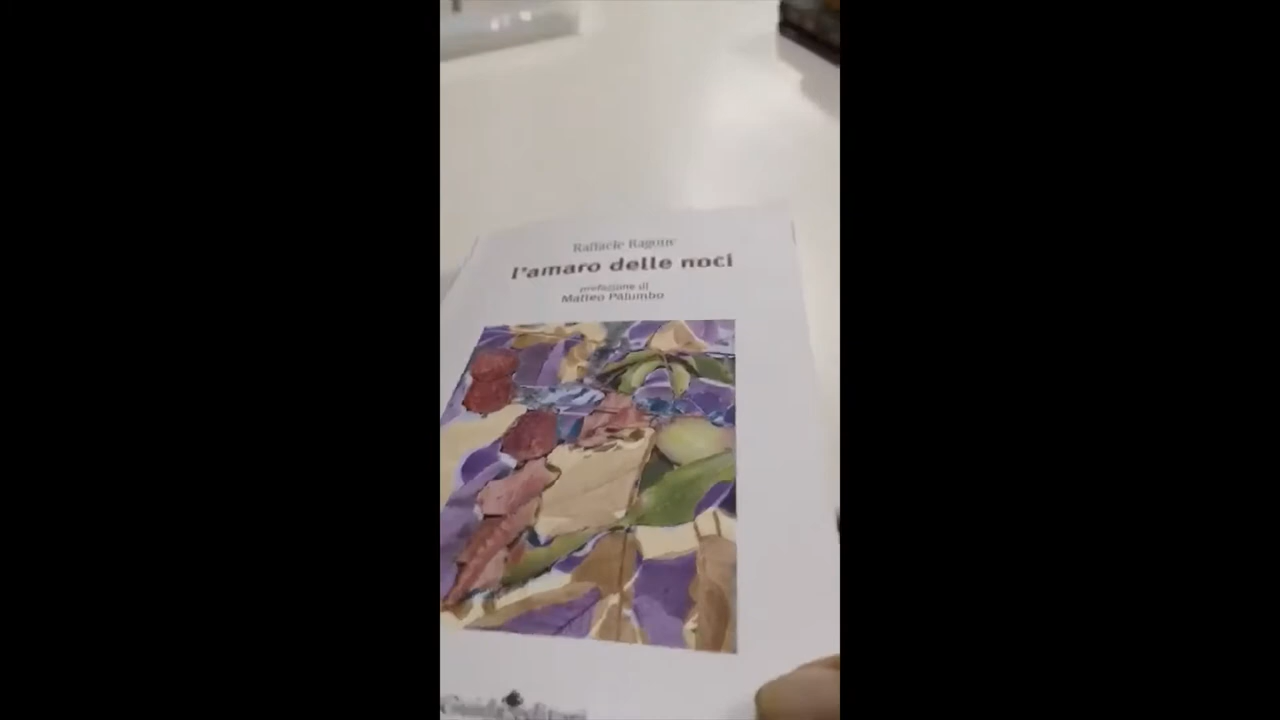 Raffaele Ragone
l'amaro delle noci
prefazione di
Matteo Palumbo